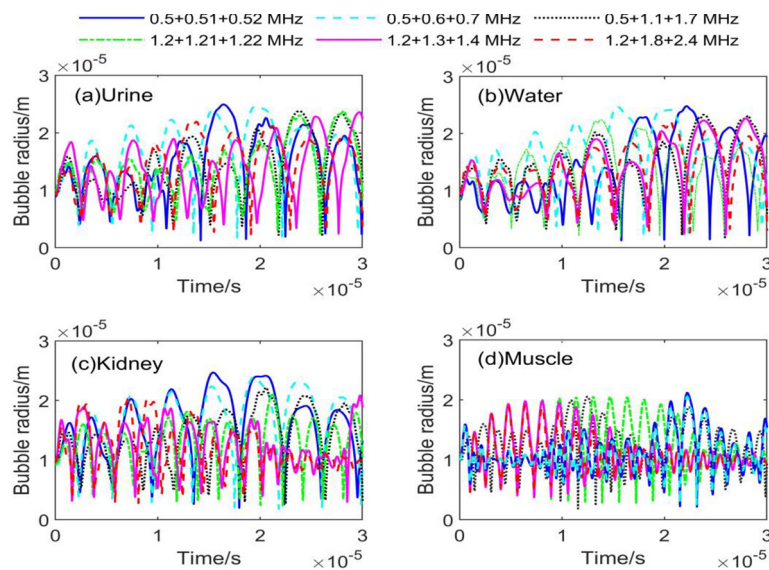 0.5+0.51+0.52 MHz 0.5+0.6+0.7 MHz 0.5+1.1+1.7 MHz
1.2+1.21+1.22 MHz 1.2+1.3+1.4 MHz 1.2+1.8+2.4 MHz
×10⁻⁵
3
2
1
0
Bubble radius/m
(a)Urine
0 1 2 3
Time/s
×10⁻⁵
×10⁻⁵
3
2
1
0
Bubble radius/m
(b)Water
0 1 2 3
Time/s
×10⁻⁵
×10⁻⁵
3
2
1
0
Bubble radius/m
(c)Kidney
0 1 2 3
Time/s
×10⁻⁵
×10⁻⁵
3
2
1
0
Bubble radius/m
(d)Muscle
0 1 2 3
Time/s
×10⁻⁵